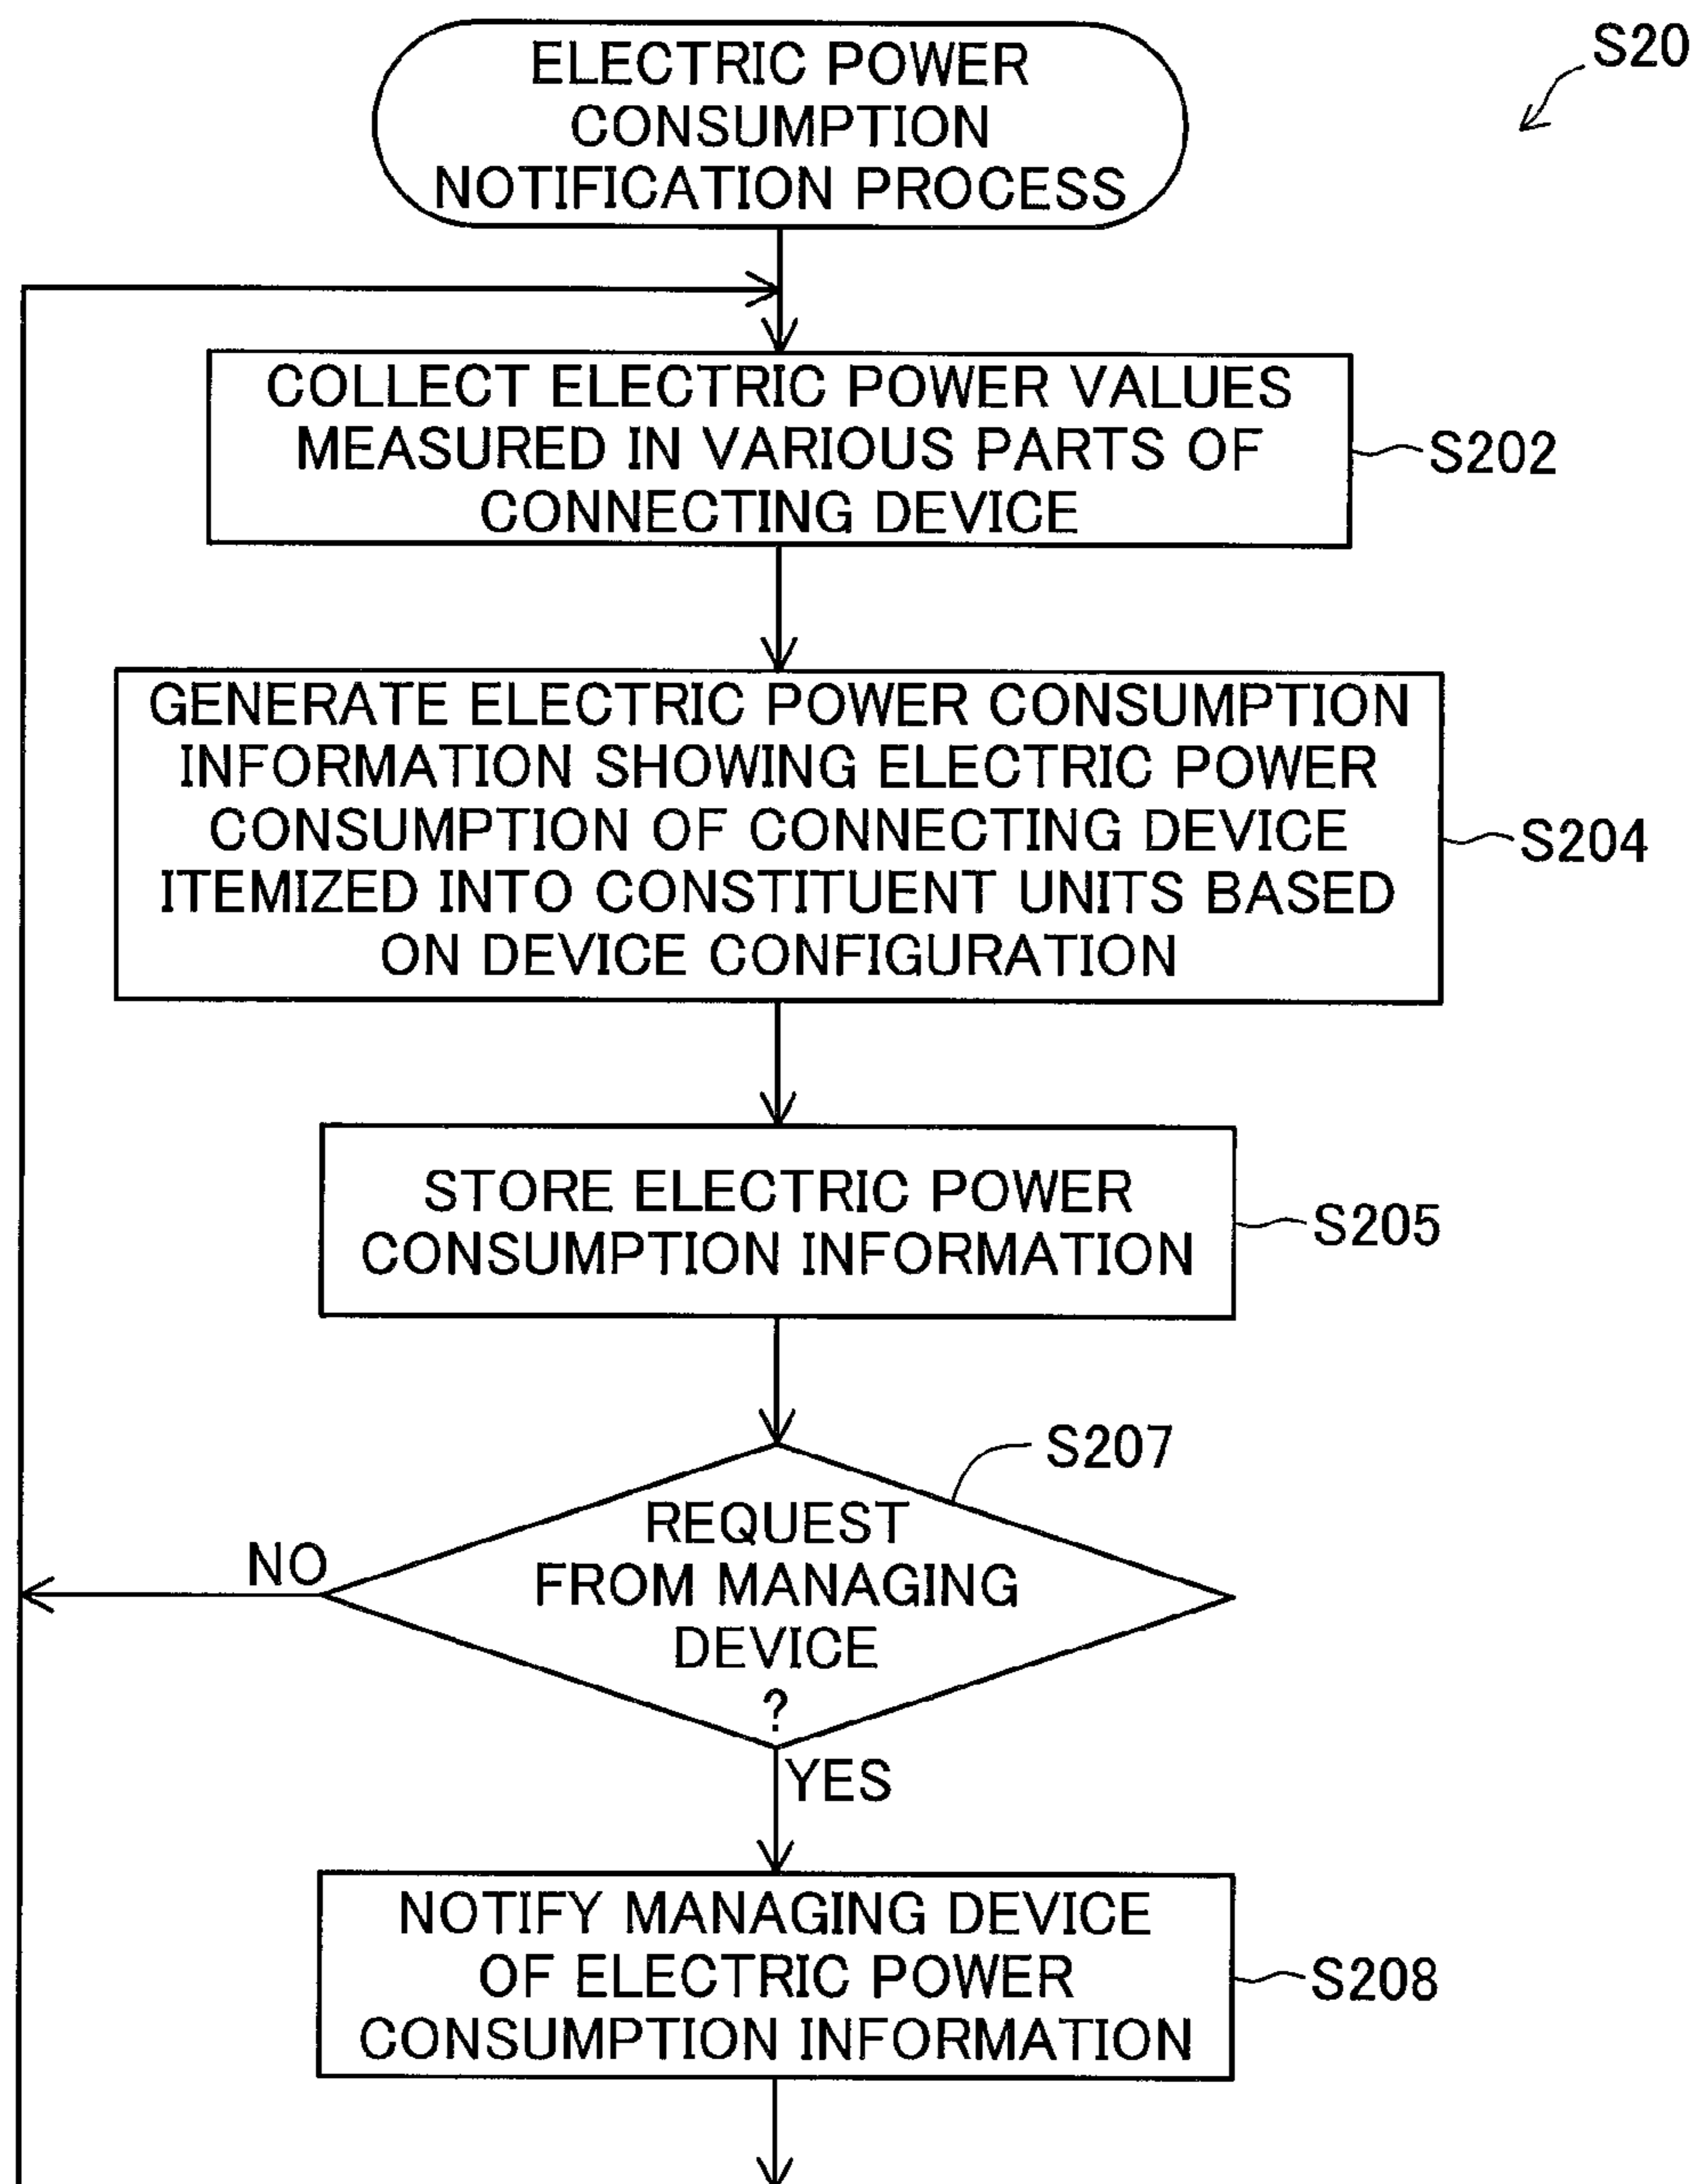 S20
ELECTRIC POWER
CONSUMPTION
NOTIFICATION PROCESS
COLLECT ELECTRIC POWER VALUES
MEASURED IN VARIOUS PARTS OF
CONNECTING DEVICE
S202
GENERATE ELECTRIC POWER CONSUMPTION
INFORMATION SHOWING ELECTRIC POWER
CONSUMPTION OF CONNECTING DEVICE
ITEMIZED INTO CONSTITUENT UNITS BASED
ON DEVICE CONFIGURATION
S204
STORE ELECTRIC POWER
CONSUMPTION INFORMATION
S205
S207
REQUEST
FROM MANAGING
DEVICE
?
NO
YES
NOTIFY MANAGING DEVICE
OF ELECTRIC POWER
CONSUMPTION INFORMATION
S208